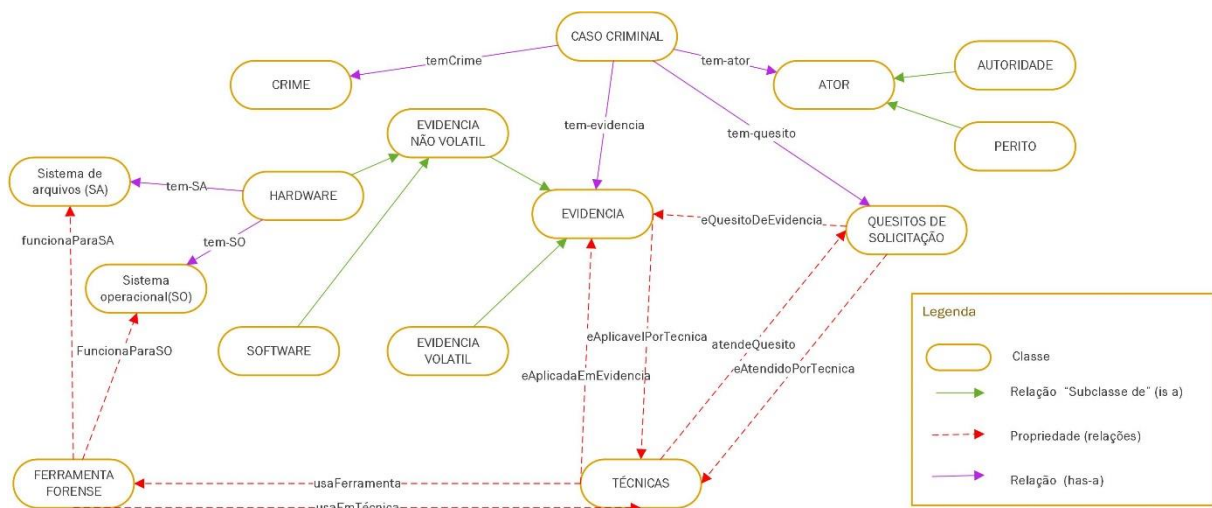 CASO CRIMINAL
temCrime
tem-ator
AUTORIDADE
CRIME
ATOR
EVIDENCIA
NÃO VOLATIL
tem-evidencia
tem-quesito
PERITO
Sistema de
arquivos (SA)
tem-SA
HARDWARE
EVIDENCIA
eQuesitoDeEvidencia
QUESITOS DE
SOLICITAÇÃO
funcionaParaSA
tem-SO
Sistema
operacional(SO)
FuncionaParaSO
SOFTWARE
EVIDENCIA
VOLATIL
eAplicavelPorTecnica
atendeQuesito
eAplicadaEmEvidencia
eAtendidoPorTecnica
FERRAMENTA
FORENSE
usaFerramenta
TÉCNICAS
usaEmTécnica
Legenda
Classe
Relação "Subclasse de" (is a)
Propriedade (relações)
Relação (has-a)